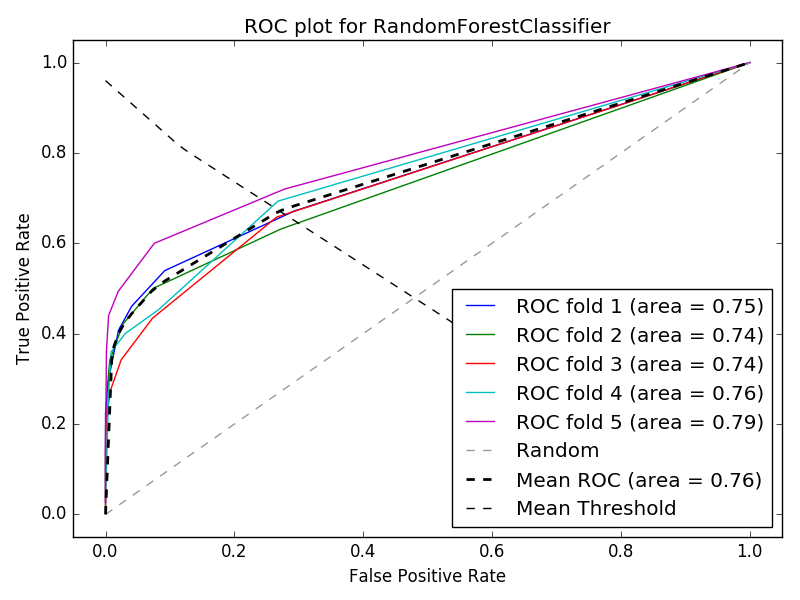 ROC plot for RandomForestClassifier
1.0
0.8
0.6
0.4
0.2
0.0
True Positive Rate
ROC fold 1 (area = 0.75)
ROC fold 2 (area = 0.74)
ROC fold 3 (area = 0.74)
ROC fold 4 (area = 0.76)
ROC fold 5 (area = 0.79)
Random
Mean ROC (area = 0.76)
Mean Threshold
0.0 0.2 0.4 0.6 0.8 1.0
False Positive Rate